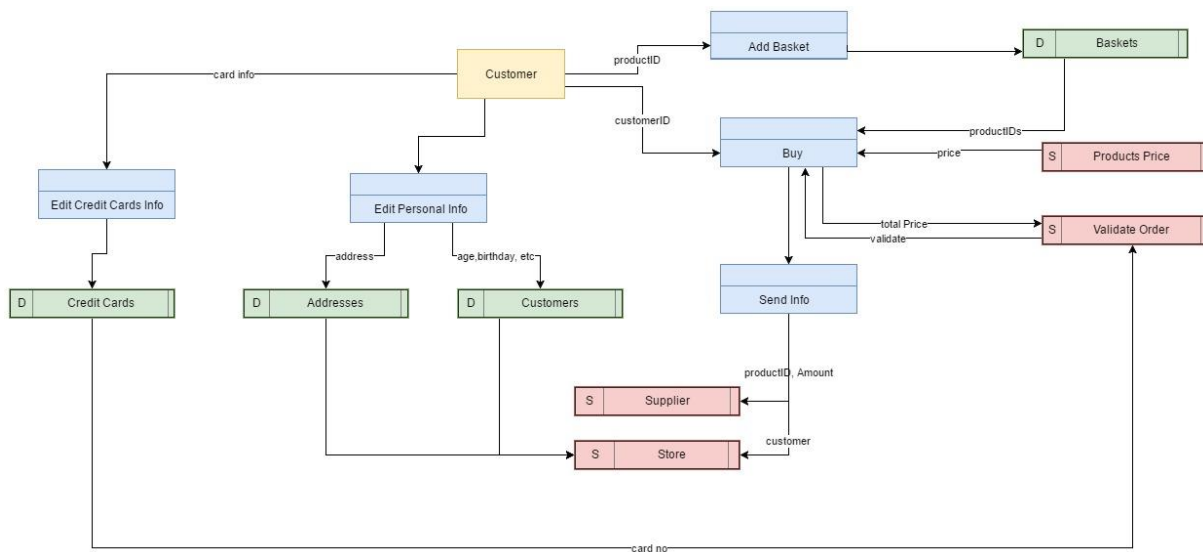 Add Basket
D Baskets
productID
card info
Customer
customerID
productIDs
Buy
price
S Products Price
Edit Credit Cards Info
Edit Personal Info
total Price
S Validate Order
validate
address
age,birthday, etc
D Credit Cards
D Addresses
D Customers
Send Info
productID, Amount
S Supplier
customer
S Store
card no